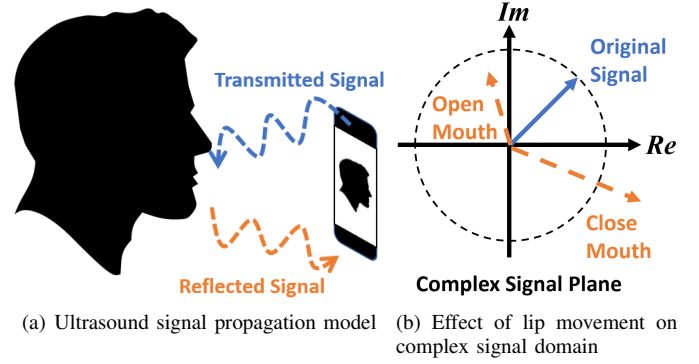 Transmitted Signal
Reflected Signal
(a) Ultrasound signal propagation model
Im
Original
Signal
Open
Mouth
Re
Close
Mouth
Complex Signal Plane
(b) Effect of lip movement on
complex signal domain